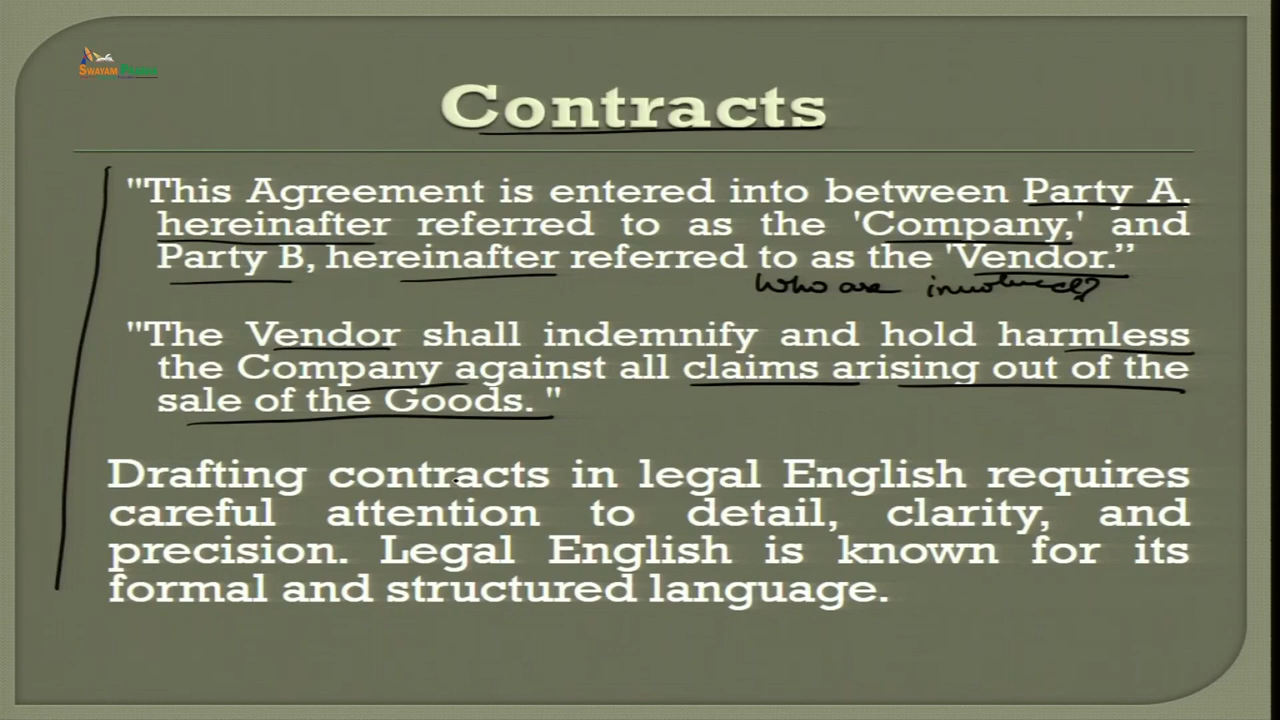 SWAYAM PRABHA
Contracts
"This Agreement is entered into between Party A,
hereinafter referred to as the 'Company,' and
Party B, hereinafter referred to as the 'Vendor.”
Who are involved?
"The Vendor shall indemnify and hold harmless
the Company against all claims arising out of the
sale of the Goods. "
Drafting contracts in legal English requires
careful attention to detail, clarity, and
precision. Legal English is known for its
formal and structured language.